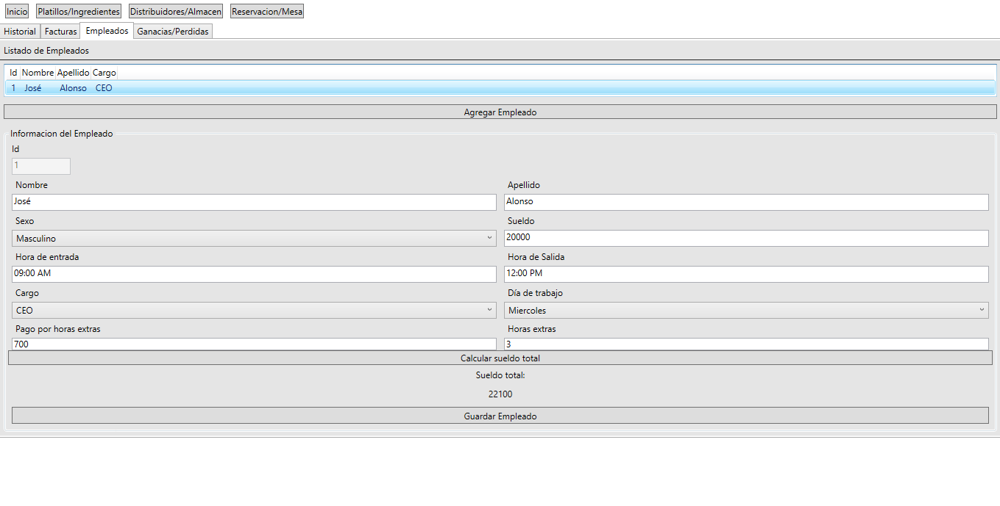 Inicio Platillos/Ingredientes Distribuidores/Almacen Reservacion/Mesa
Historial Facturas Empleados Ganacias/Perdidas
Listado de Empleados
Id Nombre Apellido Cargo
1 José Alonso CEO
Agregar Empleado
Informacion del Empleado
Id
1
Nombre Apellido
José Alonso
Sexo Sueldo
Masculino 20000
Hora de entrada Hora de Salida
09:00 AM 12:00 PM
Cargo Día de trabajo
CEO Miercoles
Pago por horas extras Horas extras
700 3
Calcular sueldo total
Sueldo total:
22100
Guardar Empleado